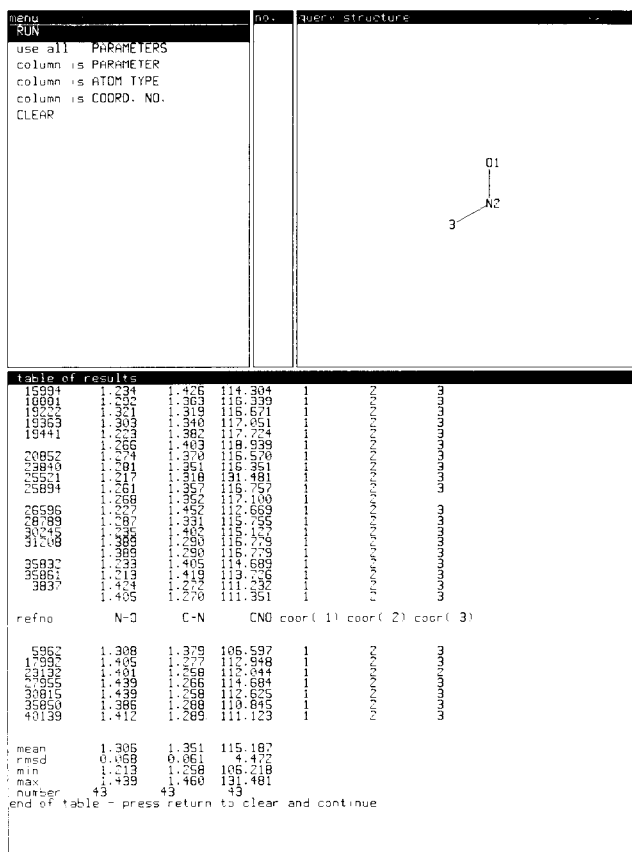 menu
no.
query structure
RUN
use all PARAMETERS
column is PARAMETER
column is ATOM TYPE
column is COORD. NO.
CLEAR
O1
N2
3
table of results
15994 1.234 1.426 114.304 1 2 3
18801 1.292 1.363 116.339 1 2 3
19222 1.321 1.319 116.671 1 2 3
19363 1.303 1.340 117.051 1 2 3
19441 1.223 1.382 117.724 1 2 3
1.266 1.403 118.939 1 2 3
20852 1.274 1.370 116.570 1 2 3
23840 1.281 1.351 116.351 1 2 3
25521 1.217 1.318 131.481 1 2 3
25894 1.261 1.357 116.757 1 2 3
1.268 1.352 117.100 1 2
26596 1.227 1.452 112.669 1 2 3
28789 1.287 1.331 115.755 1 2 3
30245 1.235 1.402 115.127 1 2 3
31208 1.389 1.290 116.779 1 2 3
1.389 1.290 116.779 1 2 3
35832 1.233 1.405 114.689 1 2 3
35861 1.213 1.419 113.726 1 2 3
3837 1.424 1.272 111.232 1 2 3
1.405 1.270 111.351 1 2 3
refno N-O C-N CNO coor( 1) coor( 2) coor( 3)
5962 1.308 1.379 106.597 1 2 3
17992 1.405 1.277 112.948 1 2 3
23132 1.401 1.258 112.044 1 2 2
27955 1.439 1.266 114.684 1 2 3
30815 1.439 1.258 112.625 1 2 3
35850 1.386 1.288 110.845 1 2 3
40139 1.412 1.289 111.123 1 2 3
mean 1.306 1.351 115.187
rmsd 0.068 0.061 4.472
min 1.213 1.258 106.218
max 1.439 1.460 131.481
number 43 43 43
end of table - press return to clear and continue